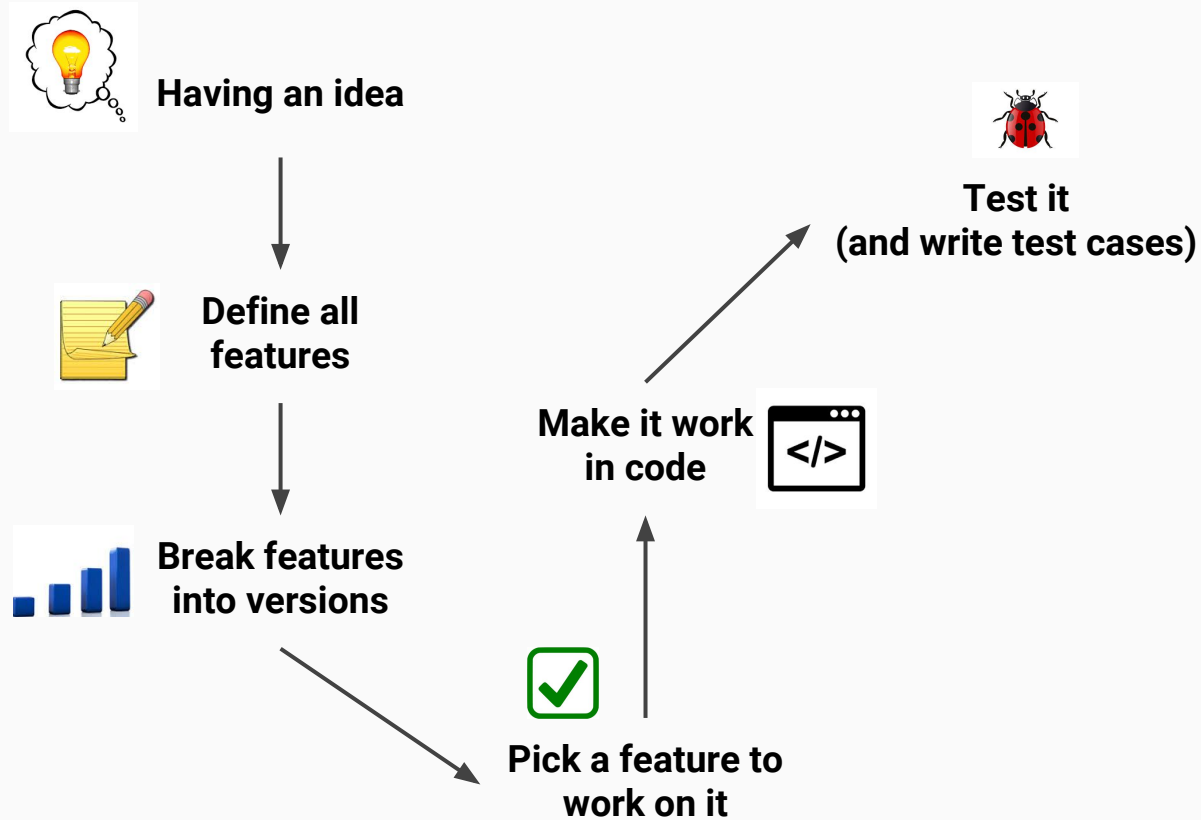 Having an idea
Define all
features
Break features
into versions
Pick a feature to
work on it
Make it work
in code
</>
Test it
(and write test cases)